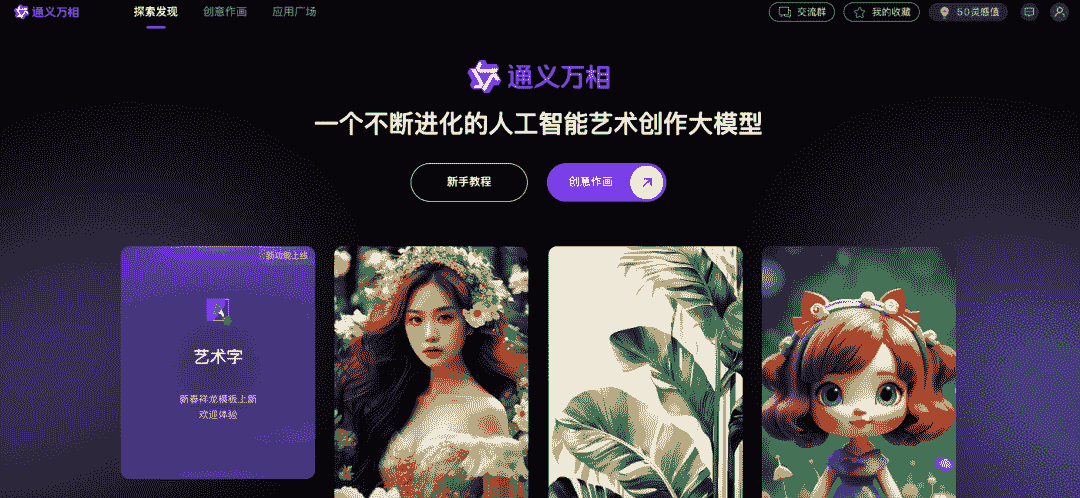 通义万相
探索发现
创意作画
应用广场
交流群
我的收藏
50灵感值
通义万相
一个不断进化的人工智能艺术创作大模型
新手教程
创意作画
新功能上线
艺术字
新春祥龙模板上新
欢迎体验